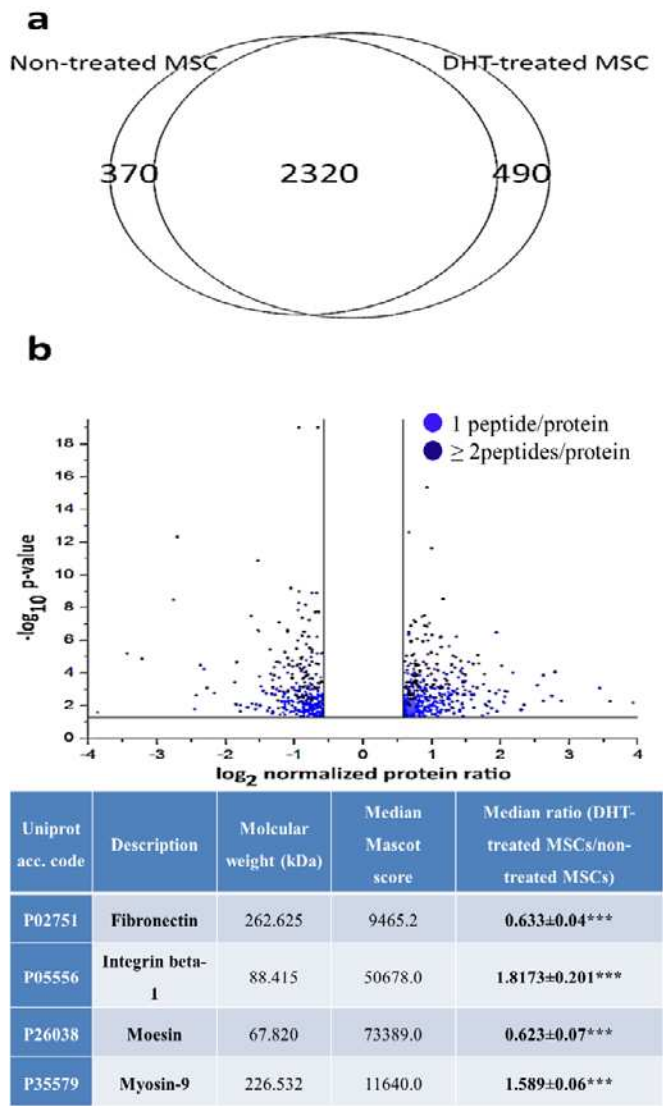 a
Non-treated MSC
DHT-treated MSC
370
2320
490
b
1 peptide/protein
≥ 2peptides/protein
18
16
14
12
10
8
6
4
2
0
-log10 p-value
-4
-3
-2
-1
0
1
2
3
4
log2 normalized protein ratio
Uniprot acc. code
Description
Molcular weight (kDa)
Median Mascot score
Median ratio (DHT-treated MSCs/non-treated MSCs)
P02751 Fibronectin 262.625 9465.2 0.633±0.04***
P05556 Integrin beta-1 88.415 50678.0 1.8173±0.201***
P26038 Moesin 67.820 73389.0 0.623±0.07***
P35579 Myosin-9 226.532 11640.0 1.589±0.06***